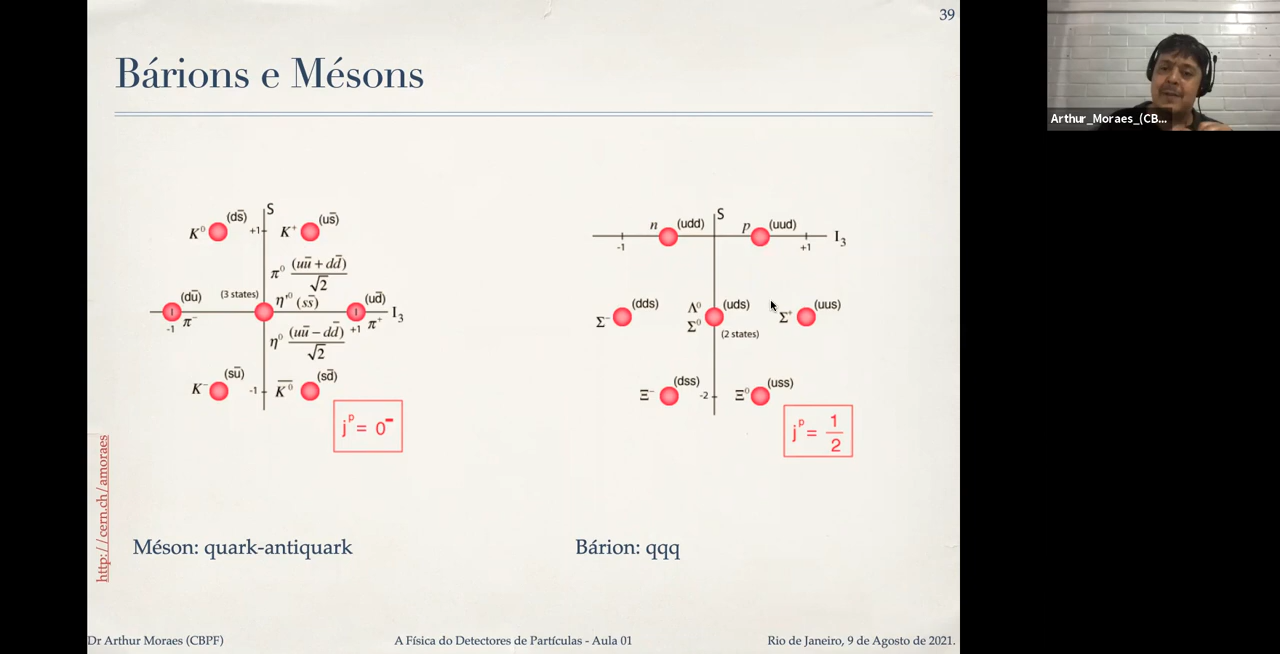 39
Arthur_Moraes_(CB...
Bárions e Mésons
S
K⁰ (ds̄) +1 K⁺ (us̄)
π⁰ (uū + dd̄)/√2
(dū) (3 states) η'⁰ (ss̄) (ud̄)
-1 π⁻ +1 π⁺ I₃
η⁰ (uū − dd̄)/√2
K⁻ (sū) -1 K̄⁰ (sd̄)
jᴾ = 0⁻
S
n (udd) p (uud)
-1 +1 I₃
(dds) Λ⁰ (uds) (uus)
Σ⁻ Σ⁰ Σ⁺
(2 states)
Ξ⁻ (dss) -2 Ξ⁰ (uss)
jᴾ = 1/2
http://cern.ch/amoraes
Méson: quark-antiquark
Bárion: qqq
Dr Arthur Moraes (CBPF)
A Física do Detectores de Partículas - Aula 01
Rio de Janeiro, 9 de Agosto de 2021.